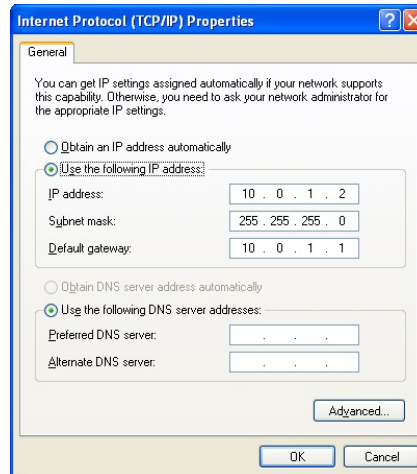 Internet Protocol (TCP/IP) Properties
General
You can get IP settings assigned automatically if your network supports
this capability. Otherwise, you need to ask your network administrator for
the appropriate IP settings.
Obtain an IP address automatically
Use the following IP address:
IP address: 10 . 0 . 1 . 2
Subnet mask: 255 . 255 . 255 . 0
Default gateway: 10 . 0 . 1 . 1
Obtain DNS server address automatically
Use the following DNS server addresses:
Preferred DNS server: . . .
Alternate DNS server: . . .
Advanced...
OK Cancel